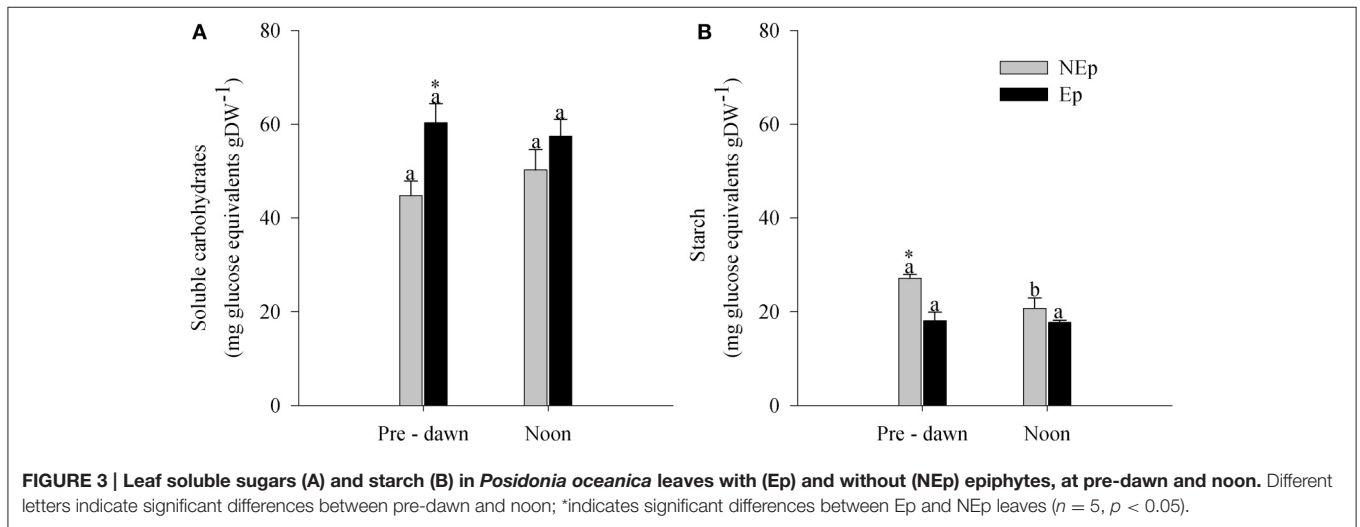 A
Soluble carbohydrates
(mg glucose equivalents gDW⁻¹)
80
60
40
20
0
a
*
a
a
a
Pre - dawn
Noon
B
Starch
(mg glucose equivalents gDW⁻¹)
80
60
40
20
0
NEp
Ep
*
a
a
b
a
Pre - dawn
Noon
FIGURE 3 | Leaf soluble sugars (A) and starch (B) in Posidonia oceanica leaves with (Ep) and without (NEp) epiphytes, at pre-dawn and noon. Different
letters indicate significant differences between pre-dawn and noon; *indicates significant differences between Ep and NEp leaves (n = 5, p < 0.05).